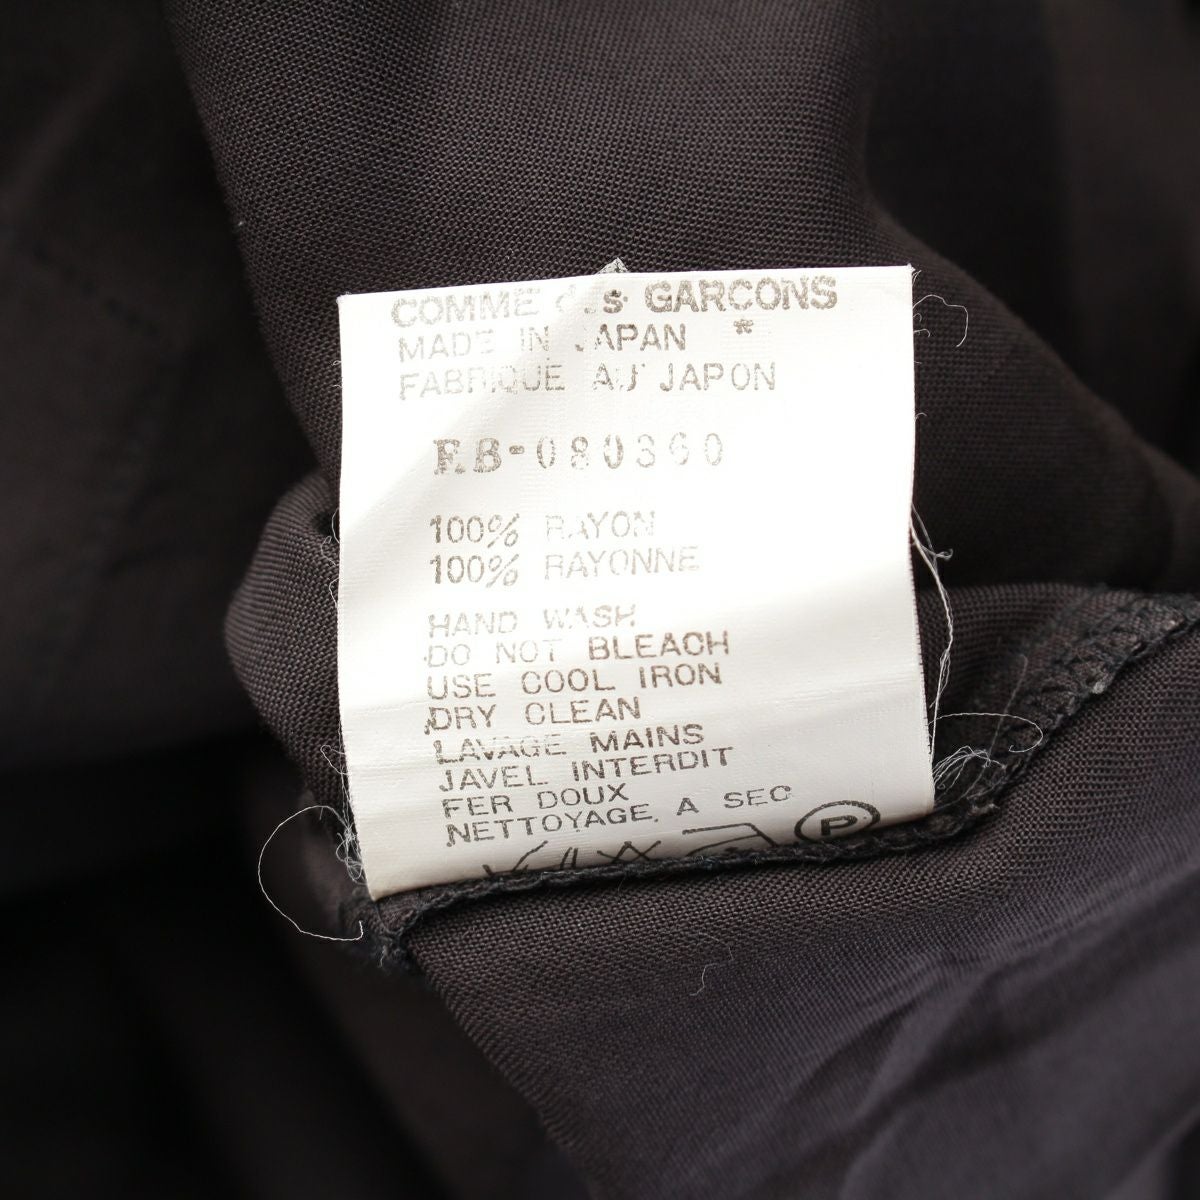 COMME des GARCONS
MADE IN JAPAN *
FABRIQUE AU JAPON
RB-080360
100% RAYON
100% RAYONNE
HAND WASH
DO NOT BLEACH
USE COOL IRON
DRY CLEAN
LAVAGE MAINS
JAVEL INTERDIT
FER DOUX
NETTOYAGE A SEC
P